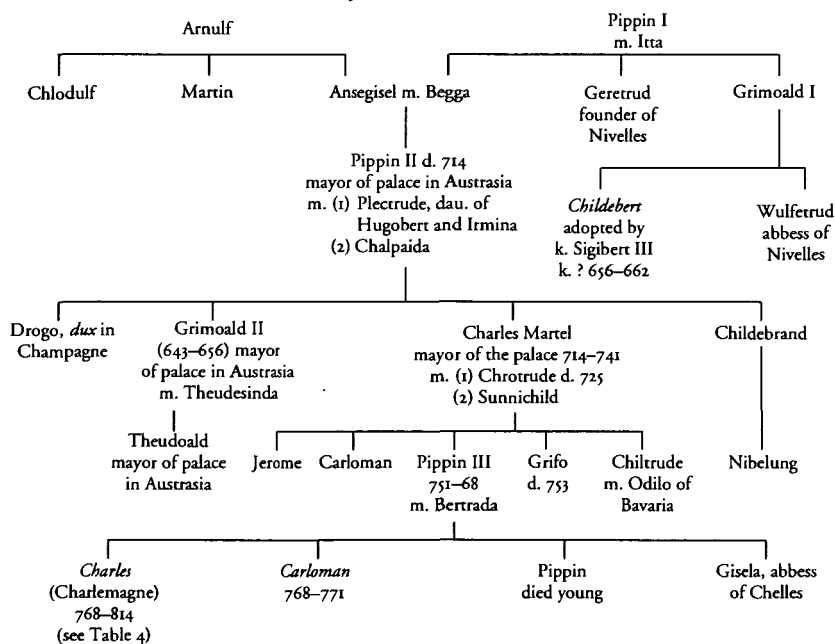 Arnulf
Pippin I
m. Itta
Chlodulf
Martin
Ansegisel m. Begga
Geretrud
founder of
Nivelles
Grimoald I
Pippin II d. 714
mayor of palace in Austrasia
m. (1) Plectrude, dau. of
Hugobert and Irmina
(2) Chalpaida
Childebert
adopted by
k. Sigibert III
k. ? 656–662
Wulfetrud
abbess of
Nivelles
Drogo, dux in
Champagne
Grimoald II
(643–656) mayor
of palace in Austrasia
m. Theudesinda
Charles Martel
mayor of the palace 714–741
m. (1) Chrotrude d. 725
(2) Sunnichild
Childebrand
Theudoald
mayor of palace
in Austrasia
Jerome
Carloman
Pippin III
751–68
m. Bertrada
Grifo
d. 753
Chiltrude
m. Odilo of
Bavaria
Nibelung
Charles
(Charlemagne)
768–814
(see Table 4)
Carloman
768–771
Pippin
died young
Gisela, abbess
of Chelles